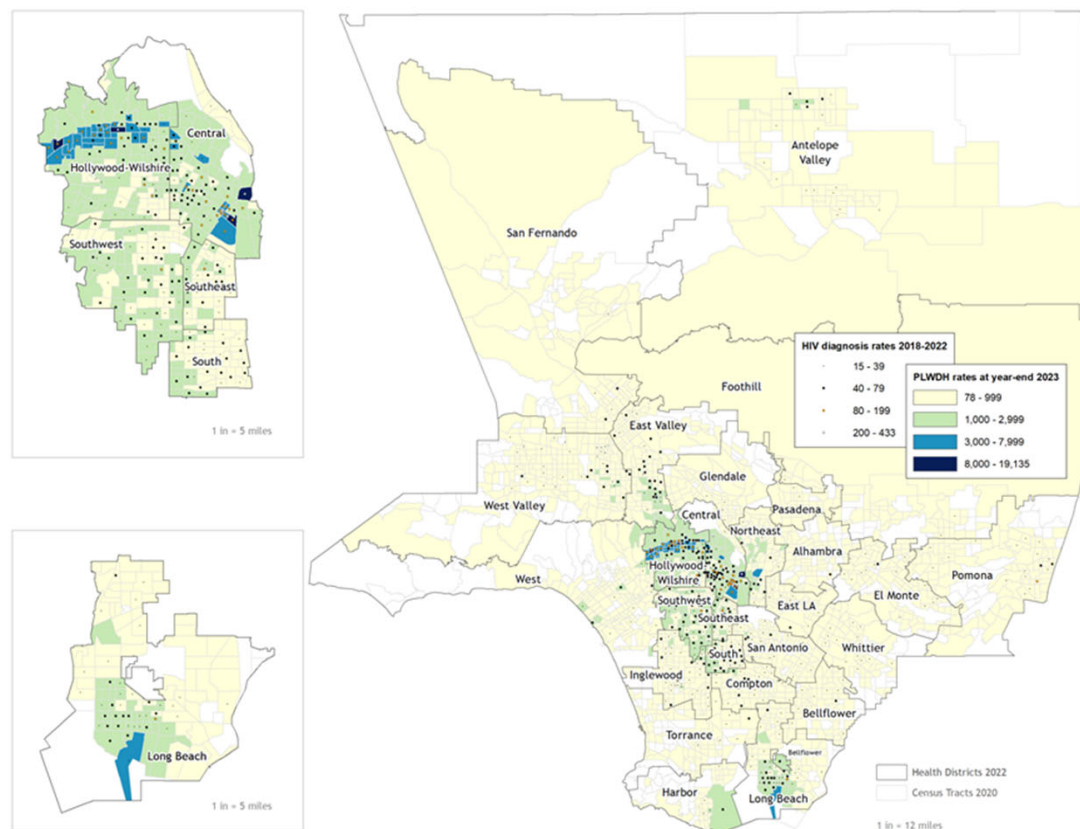 Central
Hollywood-Wilshire
Southwest
Southeast
South
1 in = 5 miles
Long Beach
1 in = 5 miles
Antelope
Valley
San Fernando
HIV diagnosis rates 2018-2022
15 - 39
40 - 79
80 - 199
200 - 433
PLWDH rates at year-end 2023
78 - 999
1,000 - 2,999
3,000 - 7,999
8,000 - 19,135
Foothill
East Valley
Glendale
West Valley
Pasadena
Central
Northeast
Alhambra
Hollywood-
Wilshire
West
Pomona
El Monte
Southwest
East LA
Southeast
San Antonio
Whittier
South
Inglewood
Compton
Bellflower
Torrance
Bellflower
Harbor
Long Beach
Health Districts 2022
Census Tracts 2020
1 in = 12 miles